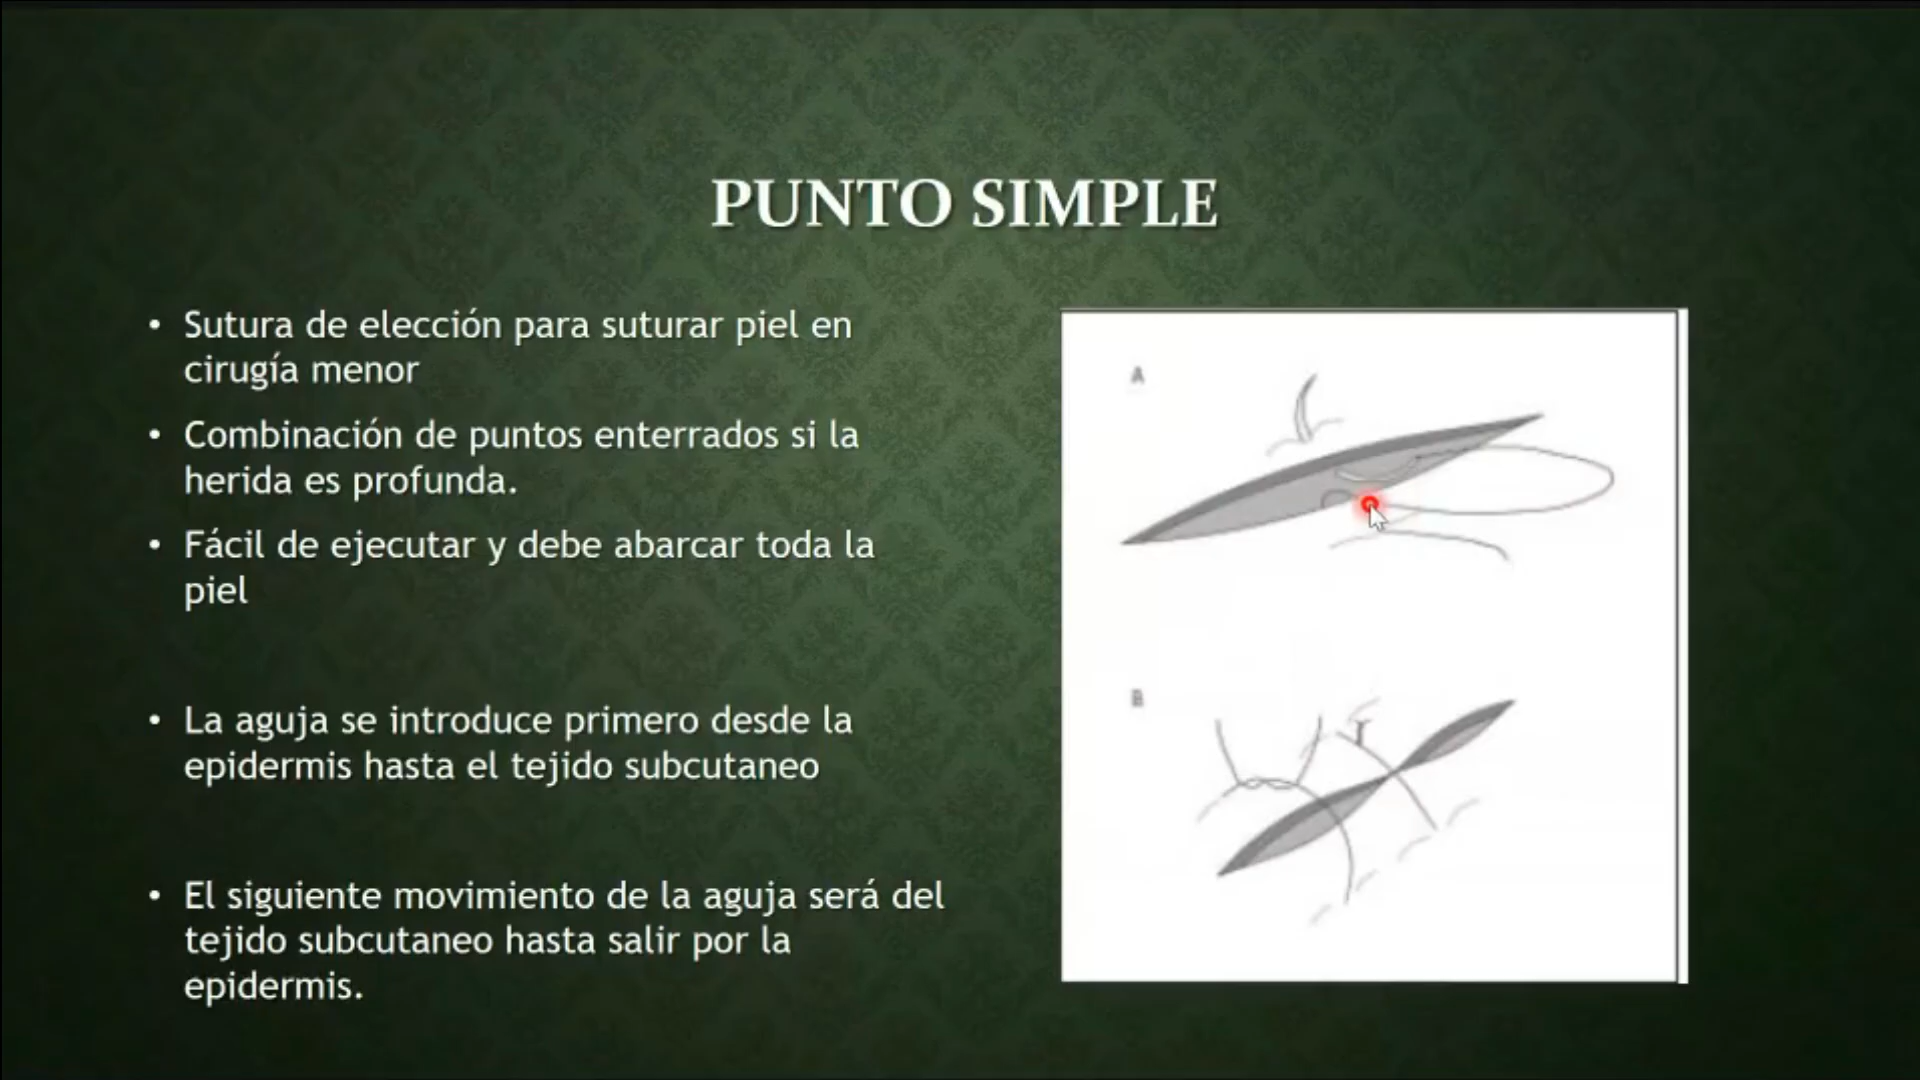 PUNTO SIMPLE
• Sutura de elección para suturar piel en
cirugía menor
• Combinación de puntos enterrados si la
herida es profunda.
• Fácil de ejecutar y debe abarcar toda la
piel
• La aguja se introduce primero desde la
epidermis hasta el tejido subcutaneo
• El siguiente movimiento de la aguja será del
tejido subcutaneo hasta salir por la
epidermis.
A
B